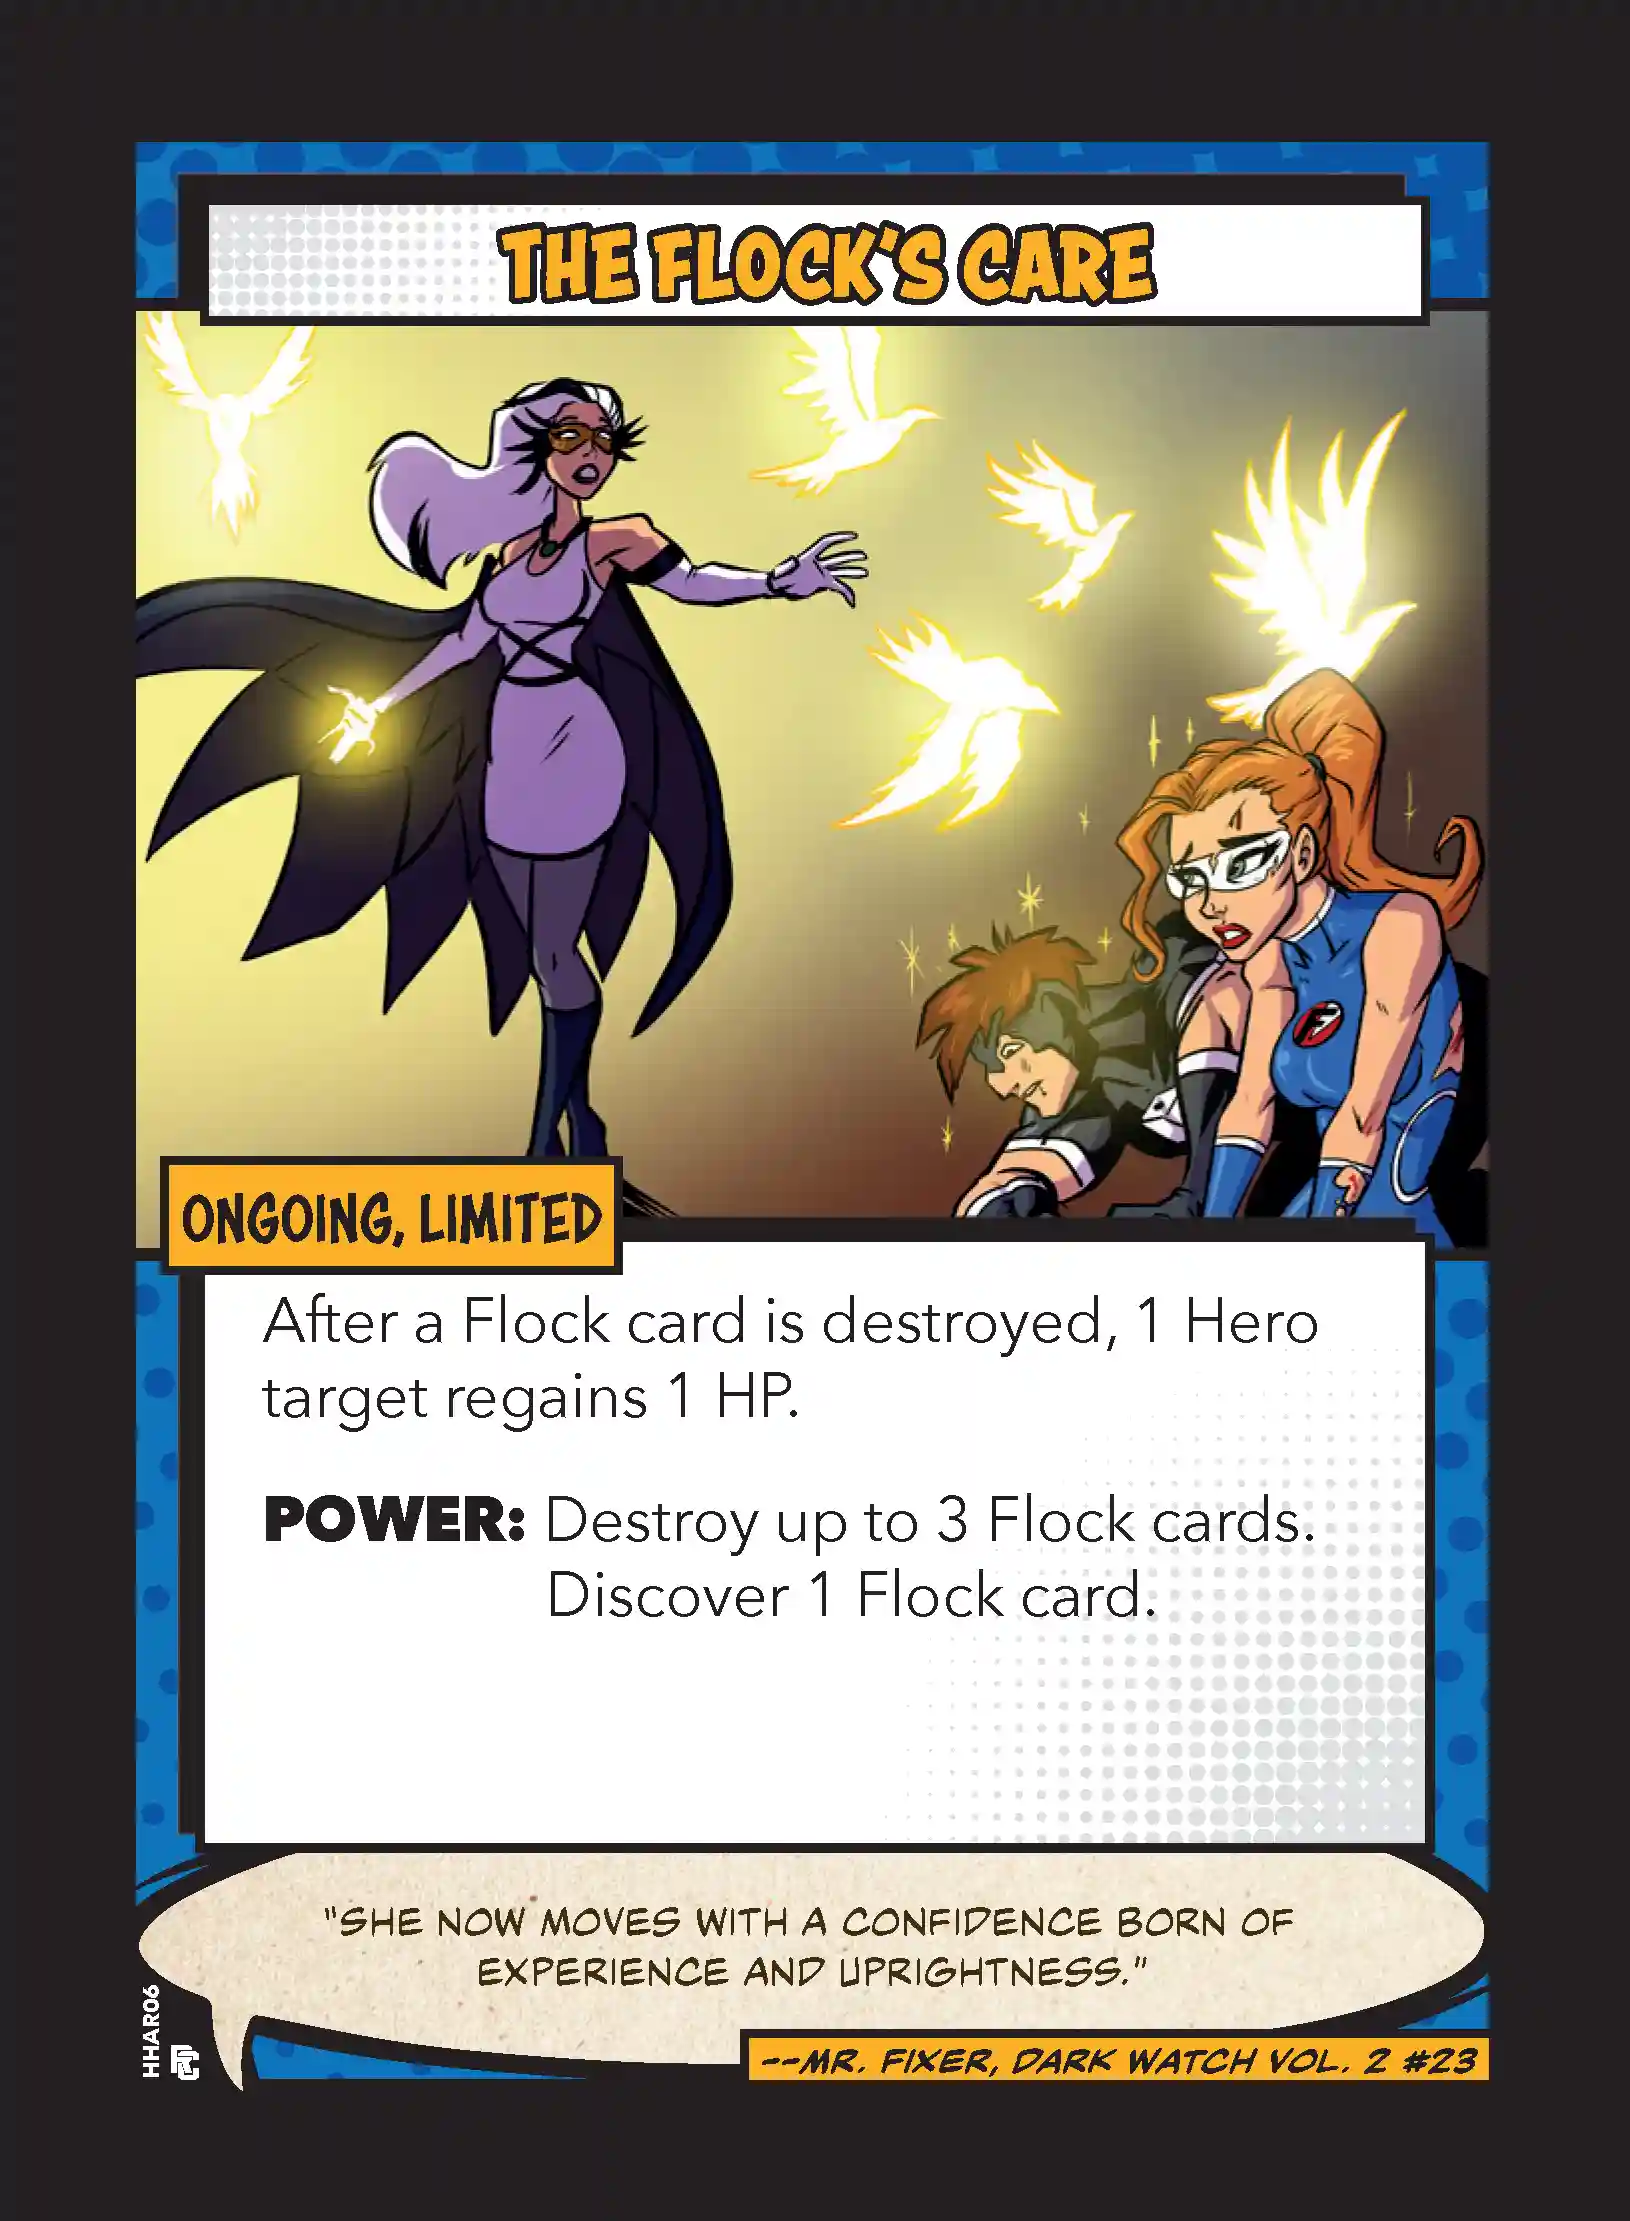 THE FLOCK'S CARE
ONGOING, LIMITED
After a Flock card is destroyed, 1 Hero
target regains 1 HP.
POWER: Destroy up to 3 Flock cards.
Discover 1 Flock card.
"SHE NOW MOVES WITH A CONFIDENCE BORN OF
EXPERIENCE AND UPRIGHTNESS."
--MR. FIXER, DARK WATCH VOL. 2 #23
HHAR06